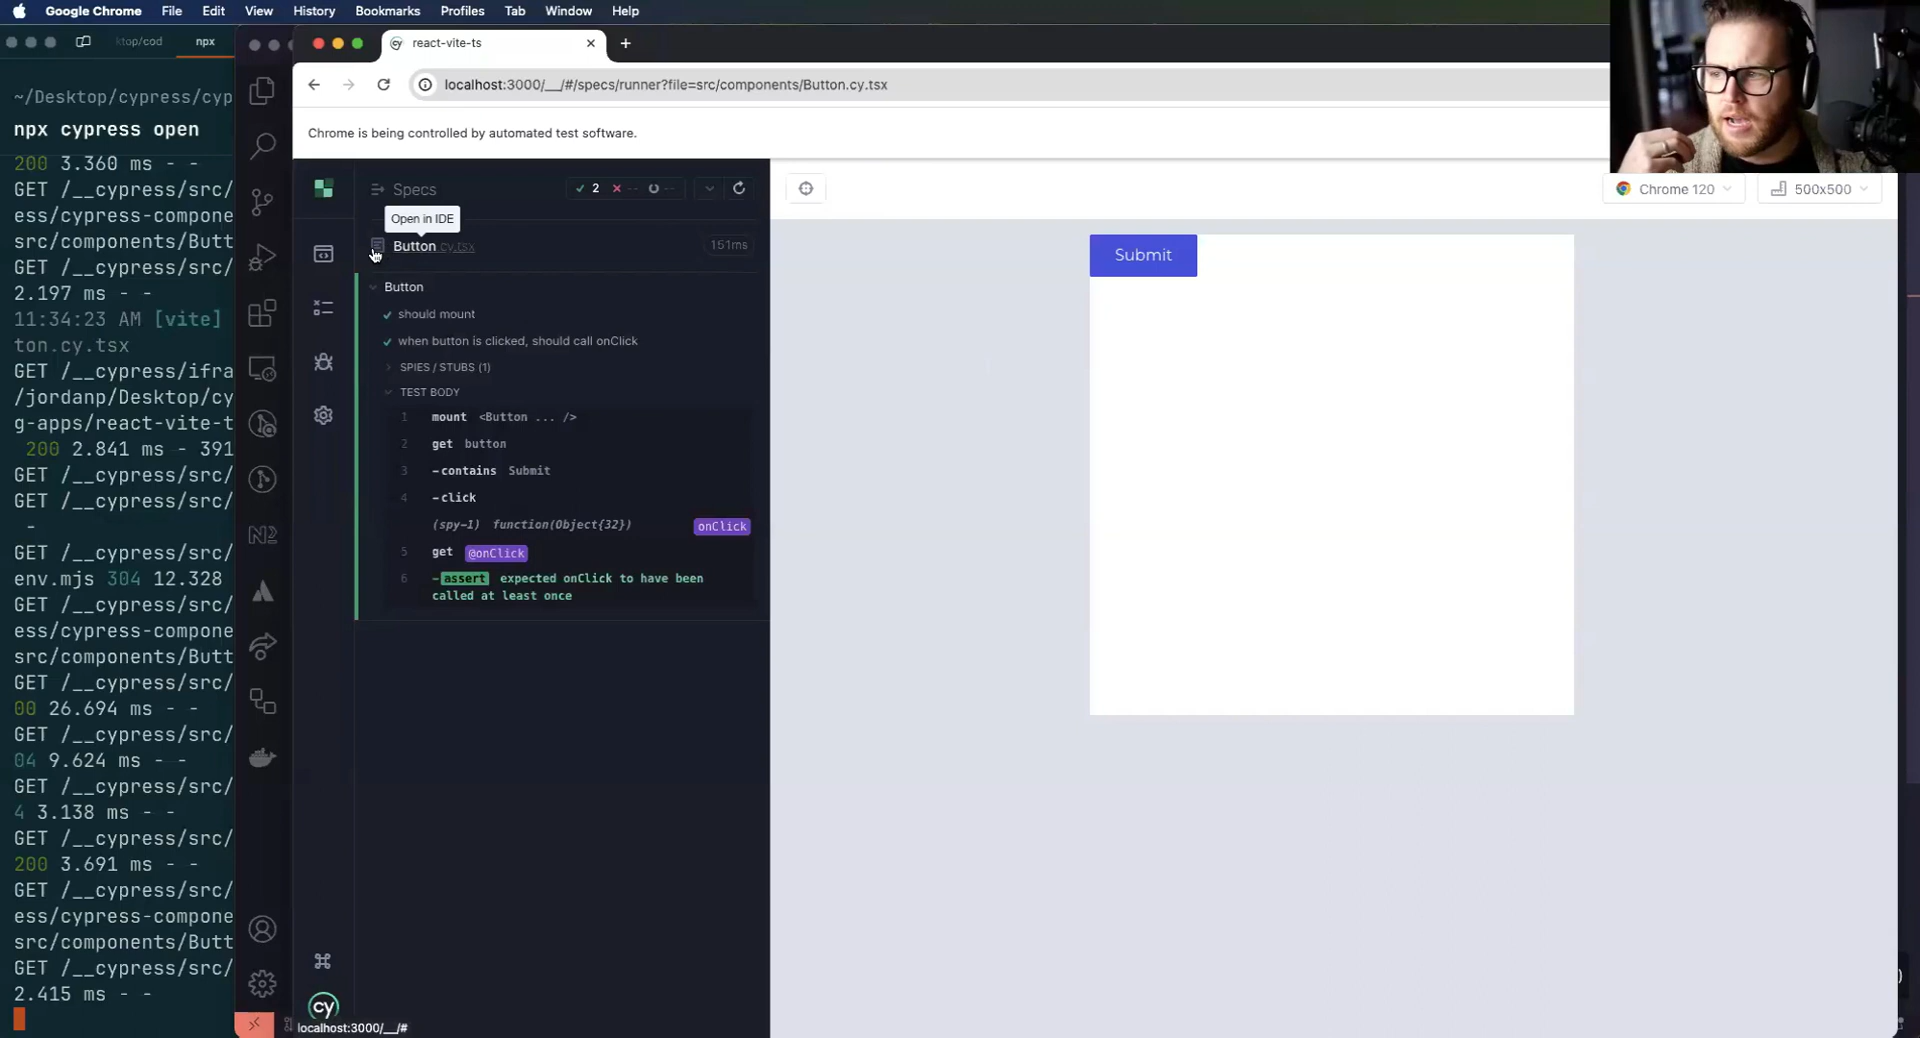 Google Chrome File Edit View History Bookmarks Profiles Tab Window Help
ktop/cod npx
react-vite-ts
localhost:3000/__/#/specs/runner?file=src/components/Button.cy.tsx
Chrome is being controlled by automated test software.
~/Desktop/cypress/cyp
npx cypress open
200 3.360 ms - -
GET /__cypress/src/
ess/cypress-compone
src/components/Butt
GET /__cypress/src/
2.197 ms - -
11:34:23 AM [vite]
ton.cy.tsx
GET /__cypress/ifra
/jordanp/Desktop/cy
g-apps/react-vite-t
200 2.841 ms - 391
GET /__cypress/src/
GET /__cypress/src/
-
GET /__cypress/src/
env.mjs 304 12.328
GET /__cypress/src/
ess/cypress-compone
src/components/Butt
GET /__cypress/src/
00 26.694 ms - -
GET /__cypress/src/
04 9.624 ms - -
GET /__cypress/src/
4 3.138 ms - -
GET /__cypress/src/
200 3.691 ms - -
GET /__cypress/src/
ess/cypress-compone
src/components/Butt
GET /__cypress/src/
2.415 ms - -
Specs 2 -- --
Open in IDE
Button cy.tsx 151ms
Button
should mount
when button is clicked, should call onClick
SPIES / STUBS (1)
TEST BODY
1 mount <Button ... />
2 get button
3 -contains Submit
4 -click
(spy-1) function(Object{32}) onClick
5 get @onClick
6 -assert expected onClick to have been
called at least once
cy
localhost:3000/__/#
Chrome 120 500x500
Submit